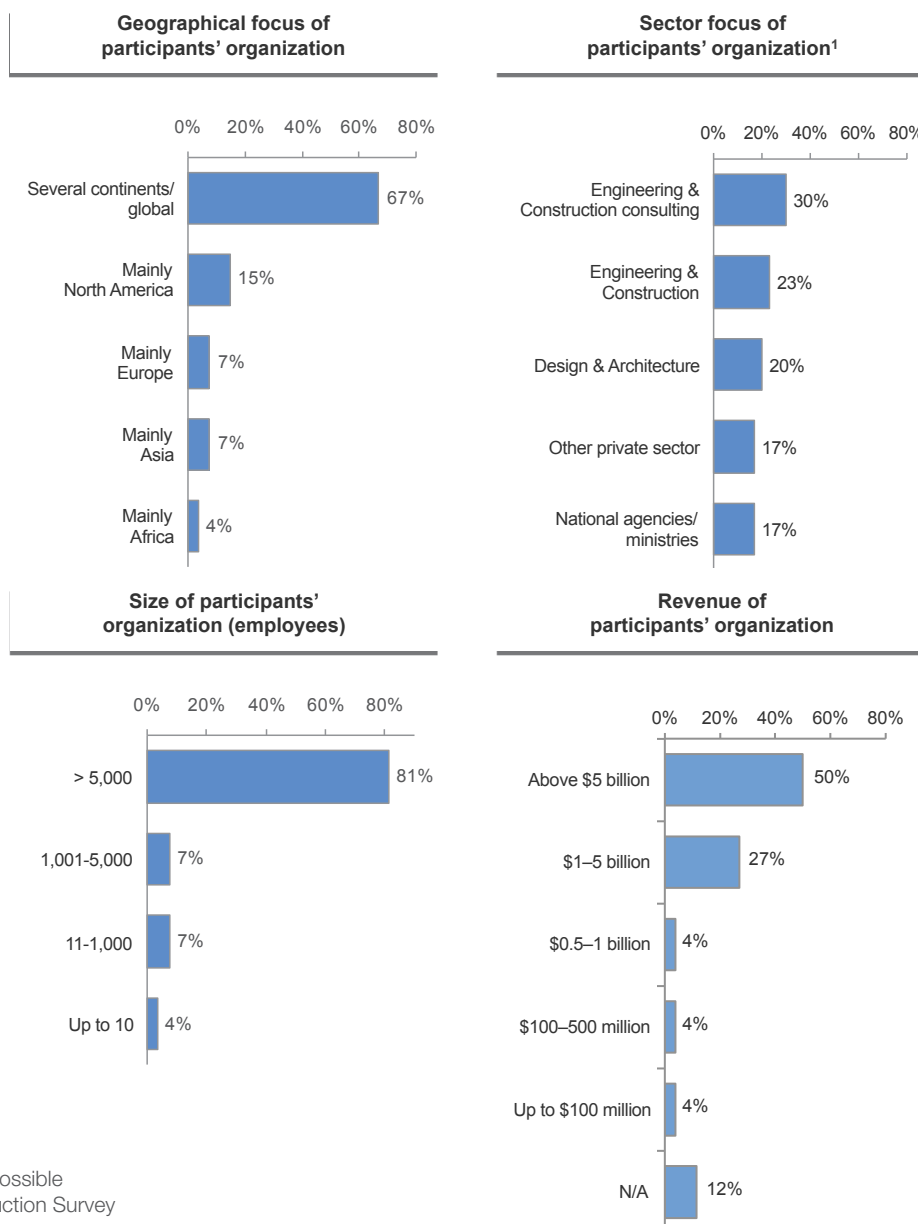 Geographical focus of
participants’ organization
0% 20% 40% 60% 80%
Several continents/
global
67%
Mainly
North America
15%
Mainly
Europe
7%
Mainly
Asia
7%
Mainly
Africa
4%
Sector focus of
participants’ organization¹
0% 20% 40% 60% 80%
Engineering &
Construction consulting
30%
Engineering &
Construction
23%
Design & Architecture
20%
Other private sector
17%
National agencies/
ministries
17%
Size of participants’
organization (employees)
0% 20% 40% 60% 80%
> 5,000
81%
1,001-5,000
7%
11-1,000
7%
Up to 10
4%
Revenue of
participants’ organization
0% 20% 40% 60% 80%
Above $5 billion
50%
$1–5 billion
27%
$0.5–1 billion
4%
$100–500 million
4%
Up to $100 million
4%
N/A
12%
ossible
uction Survey